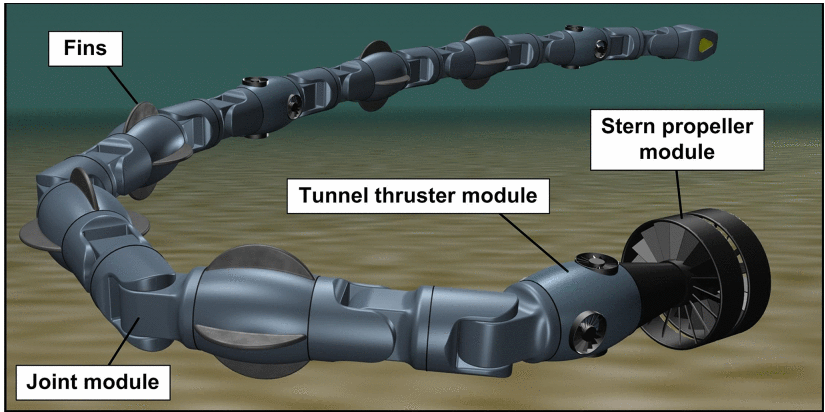 Fins
Stern propeller
module
Tunnel thruster module
Joint module